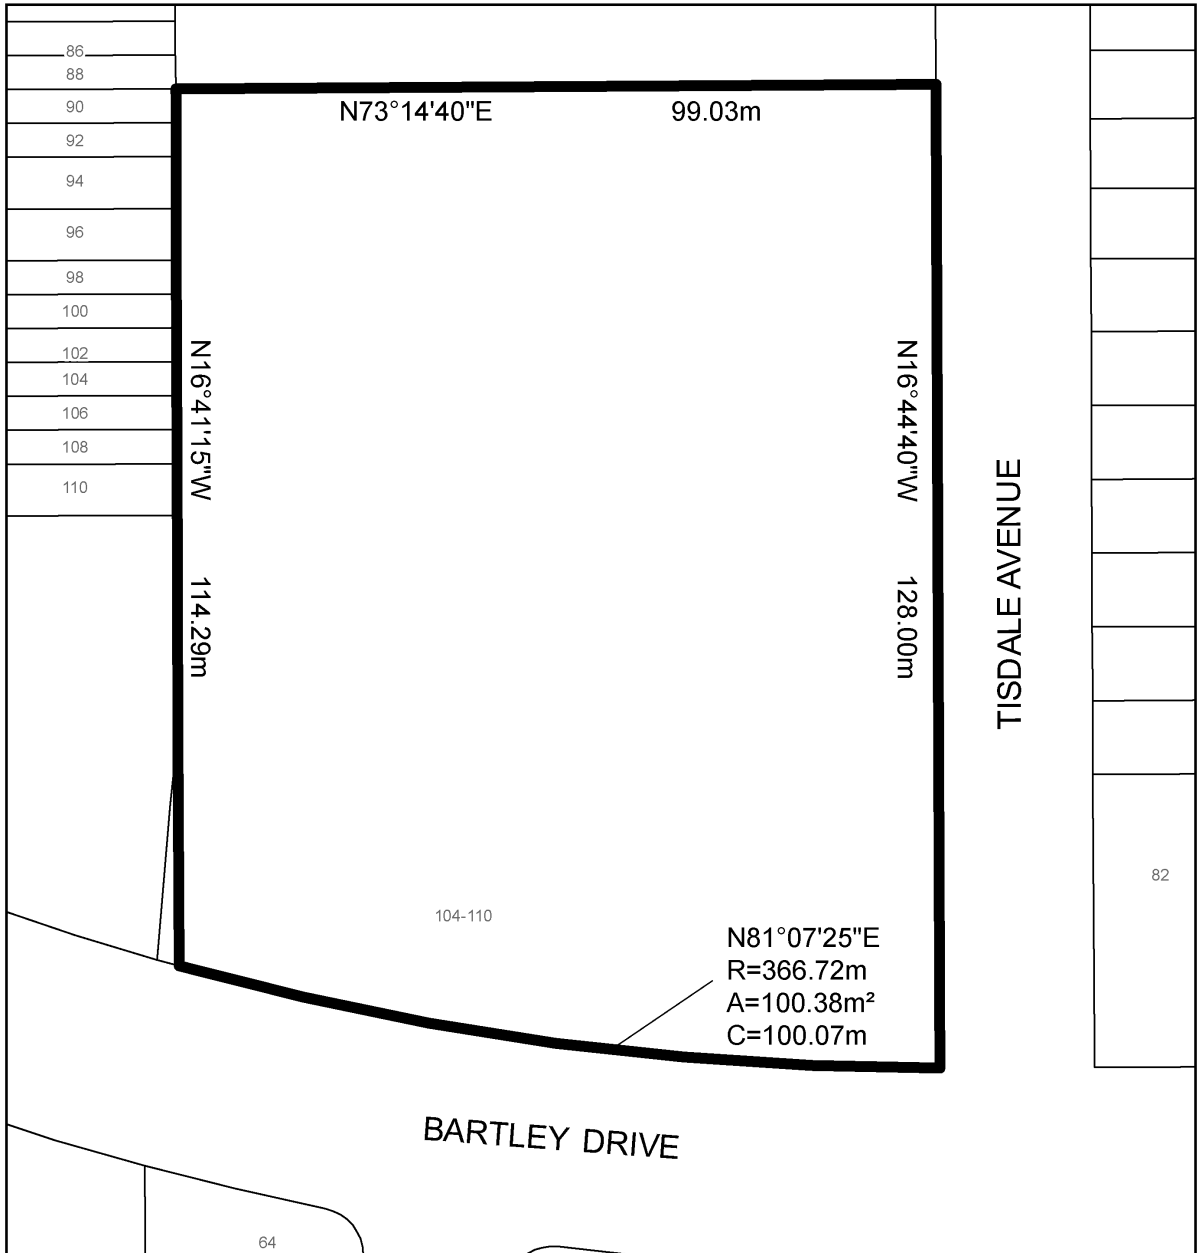 86
88
90
92
94
96
98
100
102
104
106
108
110
N73°14'40"E 99.03m
N16°41'15"W 114.29m
N16°44'40"W 128.00m
TISDALE AVENUE
82
104-110
N81°07'25"E
R=366.72m
A=100.38m²
C=100.07m
BARTLEY DRIVE
64